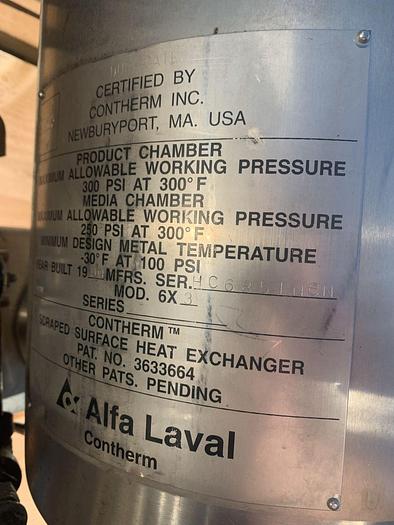 CERTIFIED BY
CONTHERM INC.
NEWBURYPORT, MA. USA
PRODUCT CHAMBER
MAXIMUM ALLOWABLE WORKING PRESSURE
300 PSI AT 300°F
MEDIA CHAMBER
MAXIMUM ALLOWABLE WORKING PRESSURE
250 PSI AT 300°F
MINIMUM DESIGN METAL TEMPERATURE
-30°F AT 100 PSI
YEAR BUILT 19 MFRS. SER.
MOD. 6X3
SERIES
CONTHERM™
SCRAPED SURFACE HEAT EXCHANGER
PAT. NO. 3633664
OTHER PATS. PENDING
Alfa Laval
Contherm